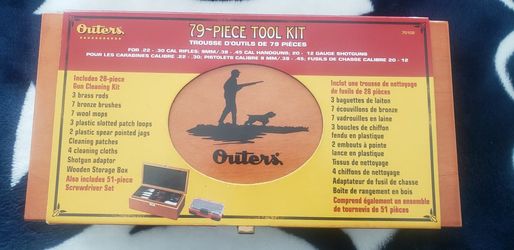 Outers
79-PIECE TOOL KIT
TROUSSE D'OUTILS DE 79 PIÈCES
FOR .22 - .30 CAL RIFLES; 9MM/.38 - .45 CAL HANDGUNS; 20 - 12 GAUGE SHOTGUNS
POUR LES CARABINES CALIBRE .22 - .30; PISTOLETS CALIBRE 9 MM/.38 - .45, FUSILS DE CHASSE CALIBRE 20 - 12
Includes 28-piece
Gun Cleaning Kit
3 brass rods
7 bronze brushes
7 wool mops
3 plastic slotted patch loops
2 plastic spear pointed jags
Cleaning patches
4 cleaning cloths
Shotgun adaptor
Wooden Storage Box
Also includes 51-piece
Screwdriver Set
Outers
Inclut une trousse de nettoyage
de fusils de 28 pièces
3 baguettes de laiton
7 écouvillons de bronze
7 vadrouilles en laine
3 boucles de chiffon
fendu en plastique
2 embouts à pointe
lance en plastique
Tissus de nettoyage
4 chiffons de nettoyage
Adaptateur de fusil de chasse
Boîte de rangement en bois
Comprend également un ensemble
de tournevis de 51 pièces